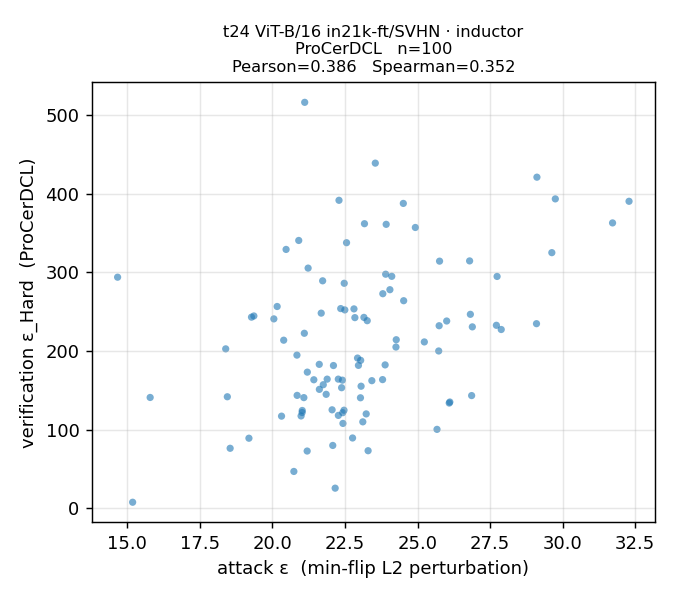 t24 ViT-B/16 in21k-ft/SVHN · inductor
ProCerDCL   n=100
Pearson=0.386   Spearman=0.352
500
400
300
200
100
0
verification ε_Hard  (ProCerDCL)
15.0 17.5 20.0 22.5 25.0 27.5 30.0 32.5
attack ε  (min-flip L2 perturbation)